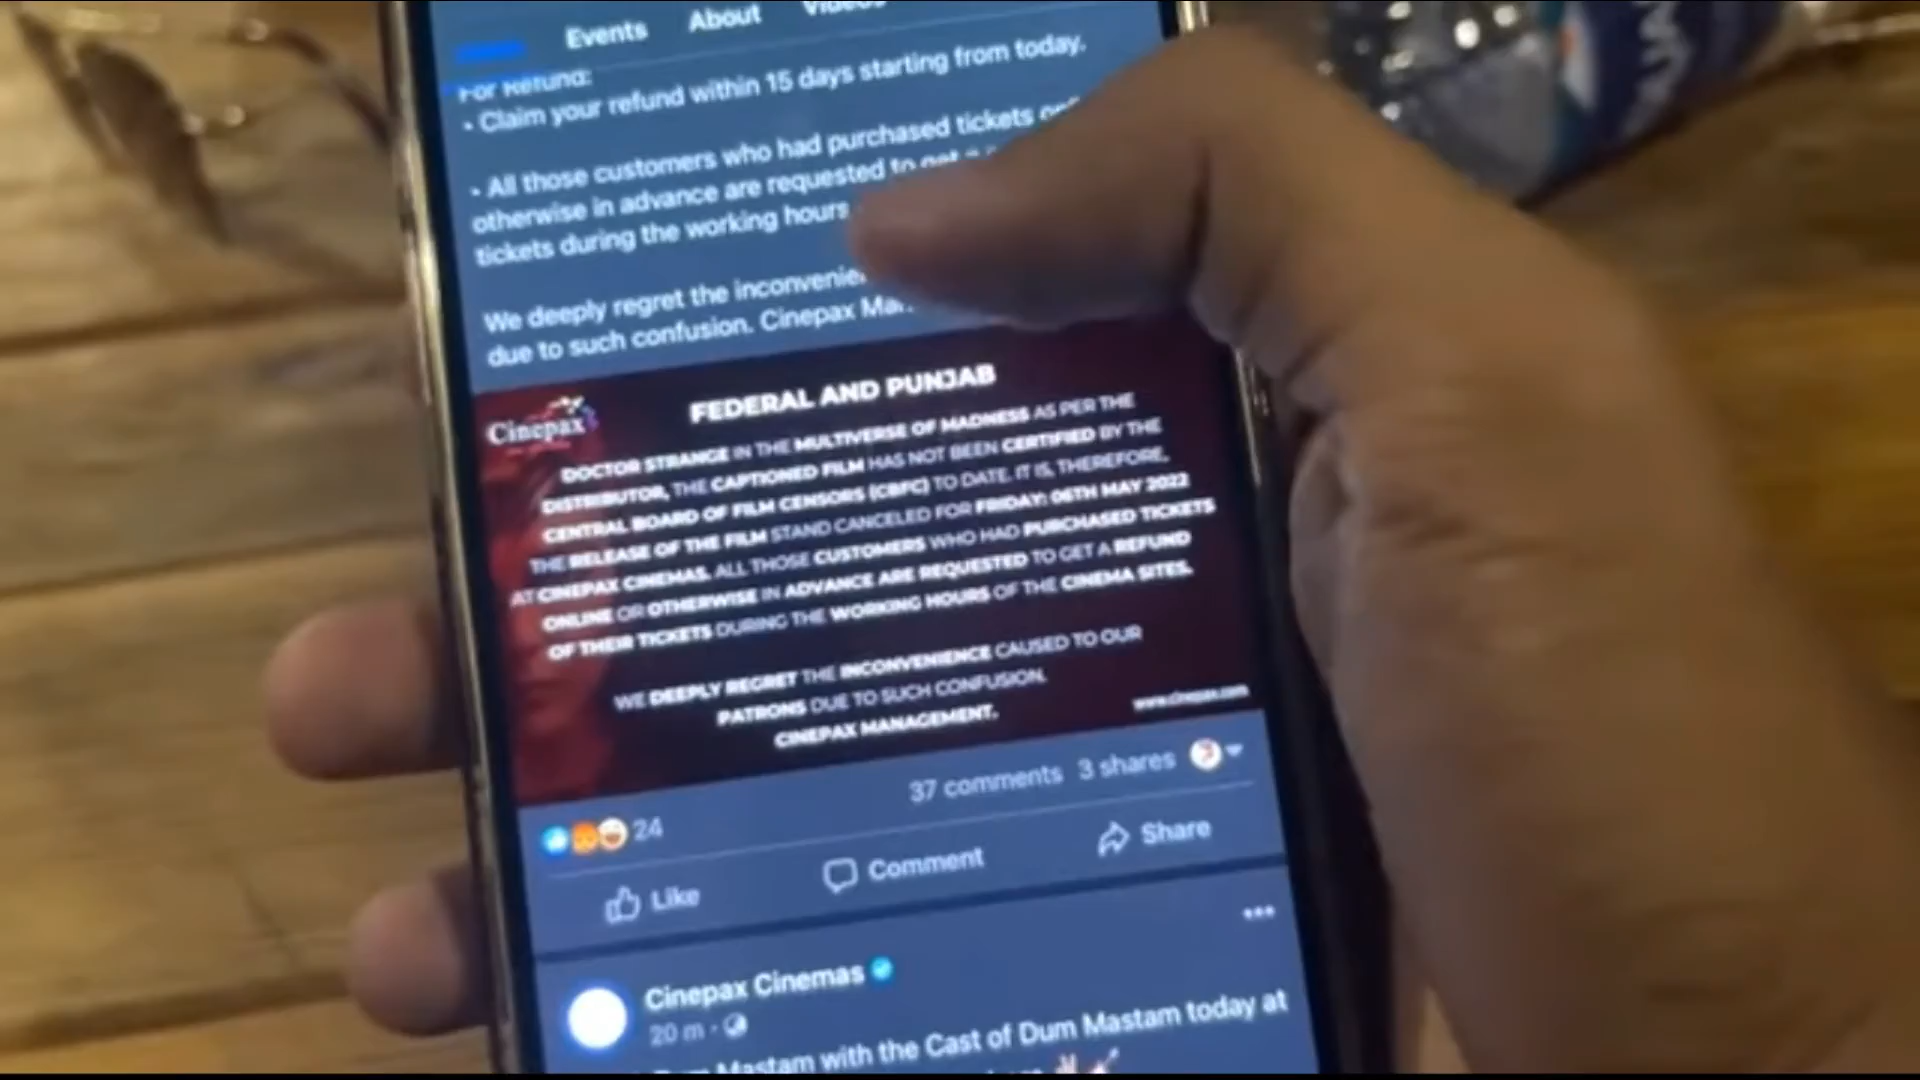 Events About Videos
For Refund:
• Claim your refund within 15 days starting from today.
• All those customers who had purchased tickets
otherwise in advance are requested to get
tickets during the working hours
We deeply regret the
due to such confusion. Cinepax
Cinepax
FEDERAL AND PUNJAB
DOCTOR STRANGE IN THE MULTIVERSE OF MADNESS AS PER THE
DISTRIBUTOR, THE CAPTIONED FILM HAS NOT BEEN CERTIFIED BY THE
CENTRAL BOARD OF FILM CENSORS (CBFC) TO DATE. IT IS, THEREFORE,
THE RELEASE OF THE FILM STAND CANCELED FOR FRIDAY: 06TH MAY 2022
AT CINEPAX CINEMAS. ALL THOSE CUSTOMERS WHO HAD PURCHASED TICKETS
ONLINE OR OTHERWISE IN ADVANCE ARE REQUESTED TO GET A REFUND
OF THEIR TICKETS DURING THE WORKING HOURS OF THE CINEMA SITES.
WE DEEPLY REGRET THE INCONVENIENCE CAUSED TO OUR
PATRONS DUE TO SUCH CONFUSION.
CINEPAX MANAGEMENT.
www.cinepax.com
24 37 comments 3 shares
Like Comment Share
Cinepax Cinemas
20 m
Mastam with the Cast of Dum Mastam today at